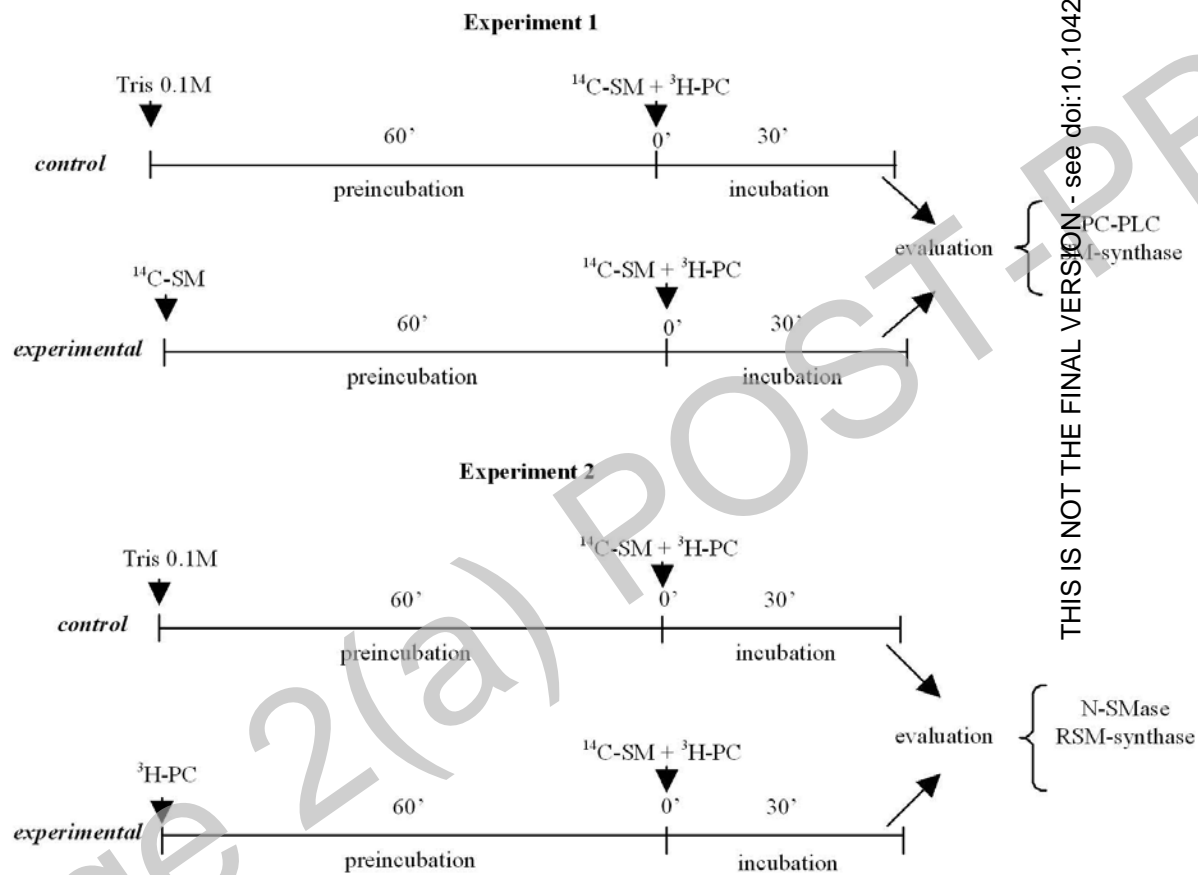 Experiment 1
Tris 0.1M
¹⁴C-SM + ³H-PC
60’
0’
30’
control
preincubation
incubation
¹⁴C-SM
¹⁴C-SM + ³H-PC
60’
0’
30’
experimental
preincubation
incubation
evaluation
PC-PLC
SM-synthase
Experiment 2
Tris 0.1M
¹⁴C-SM + ³H-PC
60’
0’
30’
control
preincubation
incubation
³H-PC
¹⁴C-SM + ³H-PC
60’
0’
30’
experimental
preincubation
incubation
evaluation
N-SMase
RSM-synthase
THIS IS NOT THE FINAL VERSION - see doi:10.1042
2(a) POST-PR